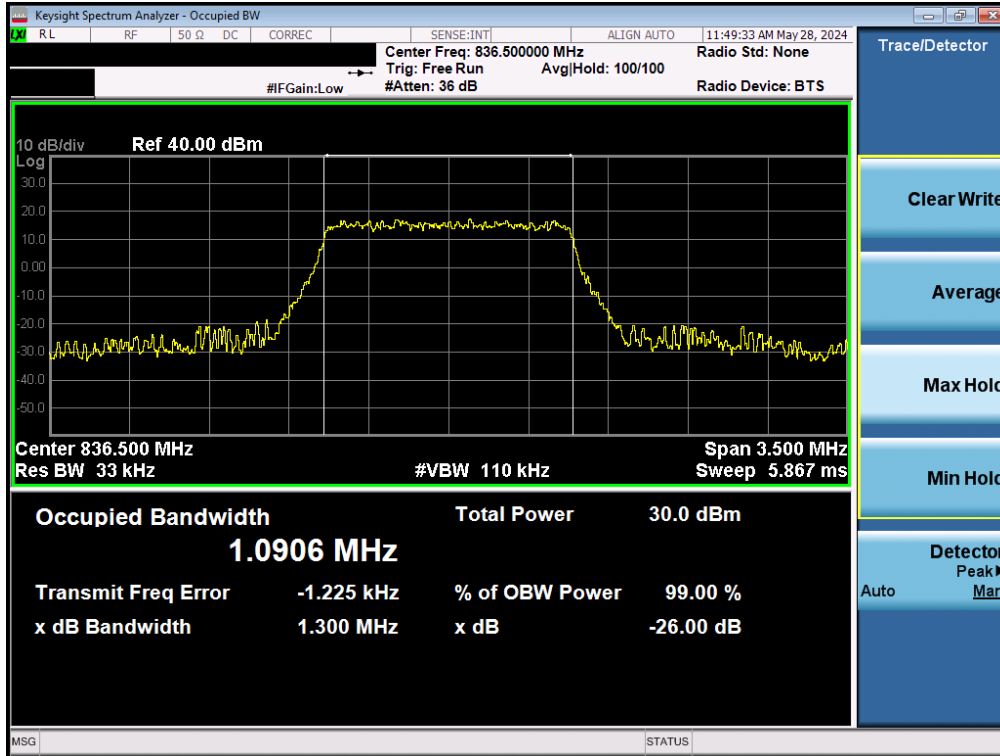 Keysight Spectrum Analyzer - Occupied BW
LXI RL RF 50 Ω DC CORREC SENSE:INT ALIGN AUTO 11:49:33 AM May 28, 2024
Center Freq: 836.500000 MHz Radio Std: None
Trig: Free Run Avg|Hold: 100/100
#IFGain:Low #Atten: 36 dB Radio Device: BTS
10 dB/div Ref 40.00 dBm
Log
30.0
20.0
10.0
0.00
-10.0
-20.0
-30.0
-40.0
-50.0
Center 836.500 MHz Span 3.500 MHz
Res BW 33 kHz #VBW 110 kHz Sweep 5.867 ms
Occupied Bandwidth Total Power 30.0 dBm
1.0906 MHz
Transmit Freq Error -1.225 kHz % of OBW Power 99.00 %
x dB Bandwidth 1.300 MHz x dB -26.00 dB
MSG STATUS
Trace/Detector
Clear Write
Average
Max Hold
Min Hold
Detector
Peak▶
Auto Man